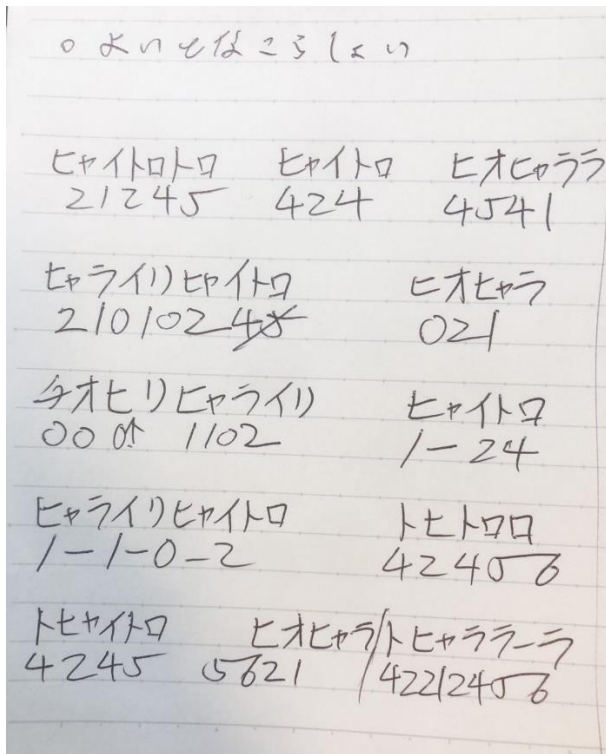 ○よいとなこらしょい
ヒャイトロトロ ヒャイトロ ヒオヒャララ
21245 424 4541
ヒャライリヒャイトロ ヒオヒャラ
2101024 021
オヒリヒャライリ ヒャイトロ
00 1102 1-24
ヒャライリヒャイトロ トヒトロロ
1-1-0-2 42456
トヒャイトロ ヒオヒャラ/トヒャララーラ
4245 5621 42212456